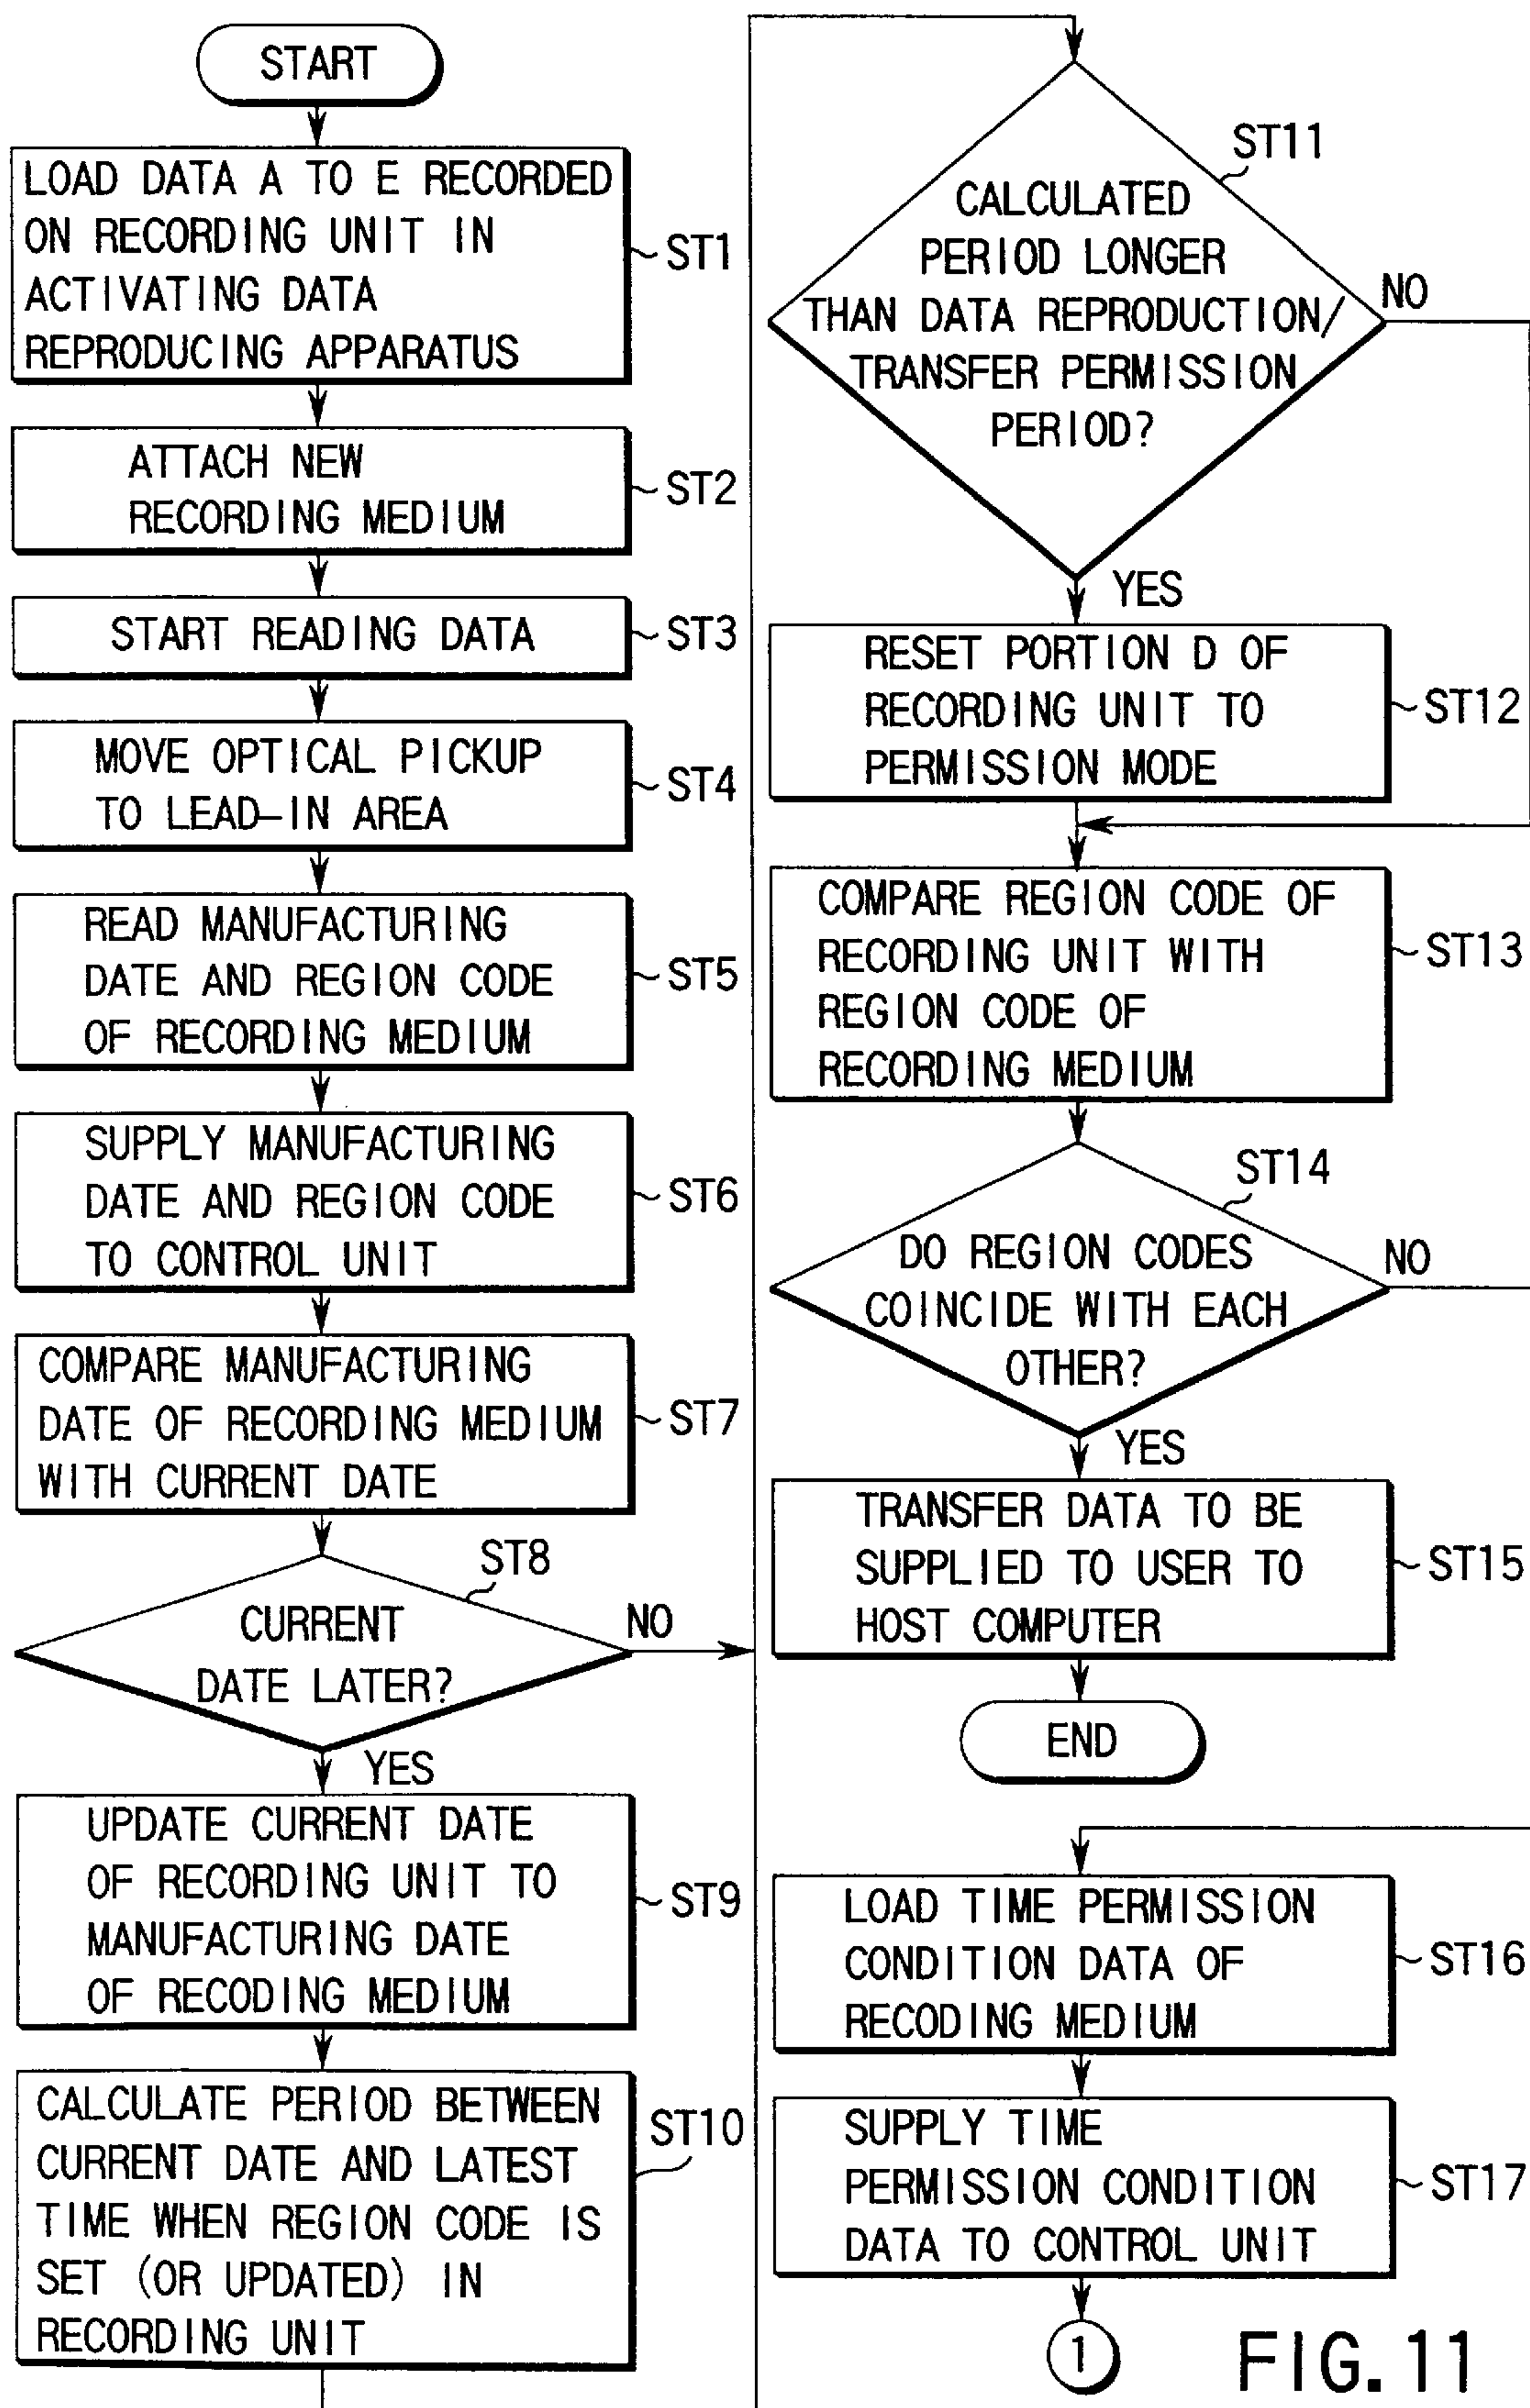 START
LOAD DATA A TO E RECORDED
ON RECORDING UNIT IN
ACTIVATING DATA
REPRODUCING APPARATUS
ST1
ATTACH NEW
RECORDING MEDIUM
ST2
START READING DATA
ST3
MOVE OPTICAL PICKUP
TO LEAD-IN AREA
ST4
READ MANUFACTURING
DATE AND REGION CODE
OF RECORDING MEDIUM
ST5
SUPPLY MANUFACTURING
DATE AND REGION CODE
TO CONTROL UNIT
ST6
COMPARE MANUFACTURING
DATE OF RECORDING MEDIUM
WITH CURRENT DATE
ST7
ST8
CURRENT
DATE LATER?
NO
YES
UPDATE CURRENT DATE
OF RECORDING UNIT TO
MANUFACTURING DATE
OF RECODING MEDIUM
ST9
CALCULATE PERIOD BETWEEN
CURRENT DATE AND LATEST
TIME WHEN REGION CODE IS
SET (OR UPDATED) IN
RECORDING UNIT
ST10
ST11
CALCULATED
PERIOD LONGER
THAN DATA REPRODUCTION/
TRANSFER PERMISSION
PERIOD?
NO
YES
RESET PORTION D OF
RECORDING UNIT TO
PERMISSION MODE
ST12
COMPARE REGION CODE OF
RECORDING UNIT WITH
REGION CODE OF
RECORDING MEDIUM
ST13
ST14
DO REGION CODES
COINCIDE WITH EACH
OTHER?
NO
YES
TRANSFER DATA TO BE
SUPPLIED TO USER TO
HOST COMPUTER
ST15
END
LOAD TIME PERMISSION
CONDITION DATA OF
RECODING MEDIUM
ST16
SUPPLY TIME
PERMISSION CONDITION
DATA TO CONTROL UNIT
ST17
1
FIG. 11